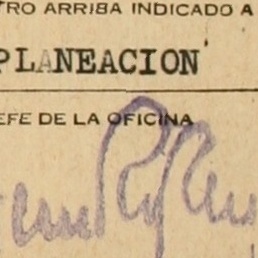 TRO ARRIBA INDICADO A
PLANEACION
EFE DE LA OFICINA